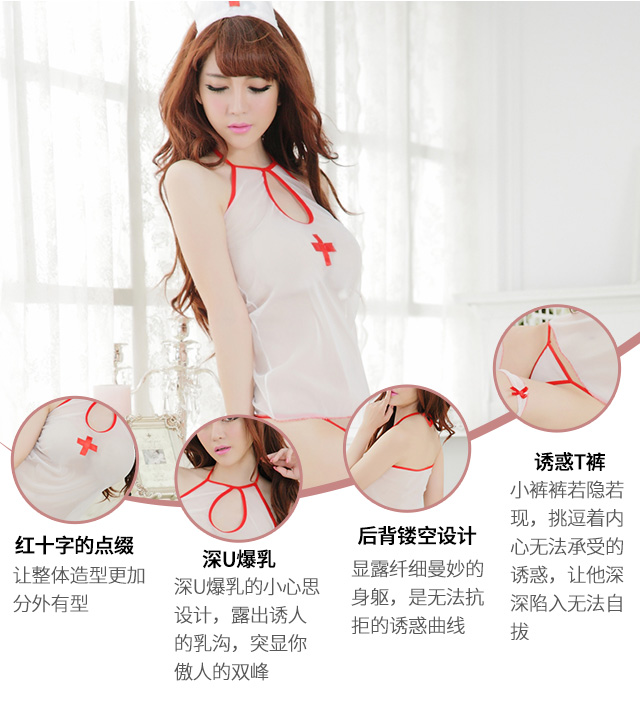 红十字的点缀
让整体造型更加
分外有型
深U爆乳
深U爆乳的小心思
设计，露出诱人
的乳沟，突显你
傲人的双峰
后背镂空设计
显露纤细曼妙的
身躯，是无法抗
拒的诱惑曲线
诱惑T裤
小裤裤若隐若
现，挑逗着内
心无法承受的
诱惑，让他深
深陷入无法自
拔